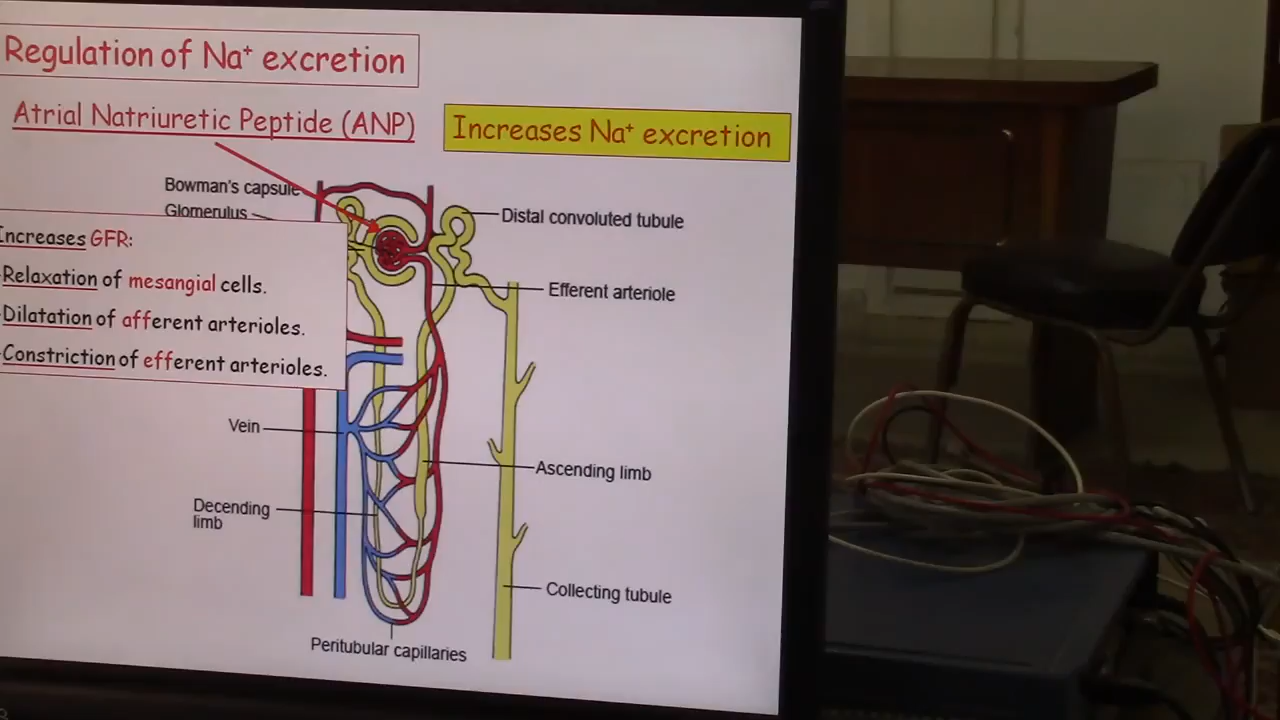 Regulation of Na⁺ excretion
Atrial Natriuretic Peptide (ANP)
Increases Na⁺ excretion
Bowman's capsule
Glomerulus
Distal convoluted tubule
Increases GFR:
-Relaxation of mesangial cells.
-Dilatation of afferent arterioles.
-Constriction of efferent arterioles.
Efferent arteriole
Vein
Ascending limb
Decending
limb
Collecting tubule
Peritubular capillaries